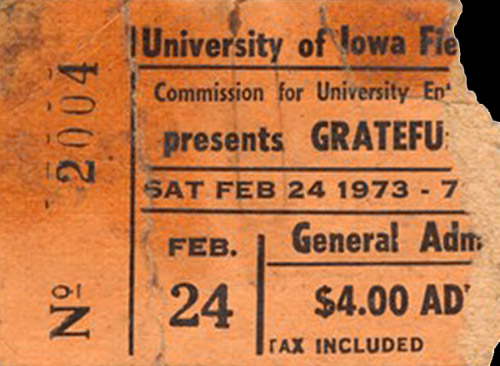 University of Iowa Fie
Commission for University Ent
presents GRATEFU
SAT FEB 24 1973 - 7
FEB.
24
General Adm
$4.00 AD
TAX INCLUDED
Nº 2004